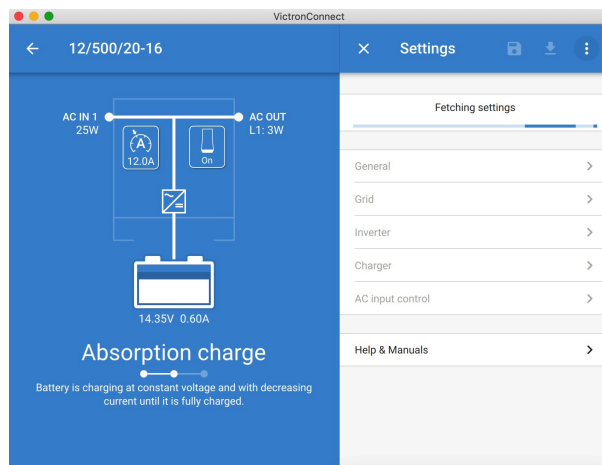 VictronConnect
12/500/20-16
AC IN 1
25W
AC OUT
L1: 3W
A
12.0A
On
14.35V 0.60A
Absorption charge
Battery is charging at constant voltage and with decreasing
current until it is fully charged.
Settings
Fetching settings
General
Grid
Inverter
Charger
AC input control
Help & Manuals